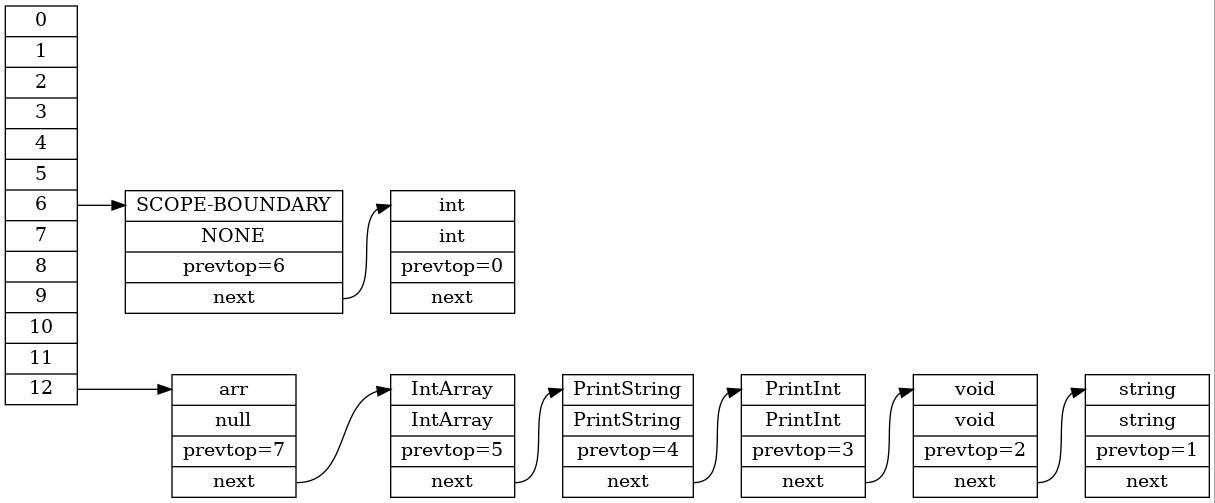 0
1
2
3
4
5
6
7
8
9
10
11
12
SCOPE-BOUNDARY
NONE
prevtop=6
next
int
int
prevtop=0
next
arr
null
prevtop=7
next
IntArray
IntArray
prevtop=5
next
PrintString
PrintString
prevtop=4
next
PrintInt
PrintInt
prevtop=3
next
void
void
prevtop=2
next
string
string
prevtop=1
next